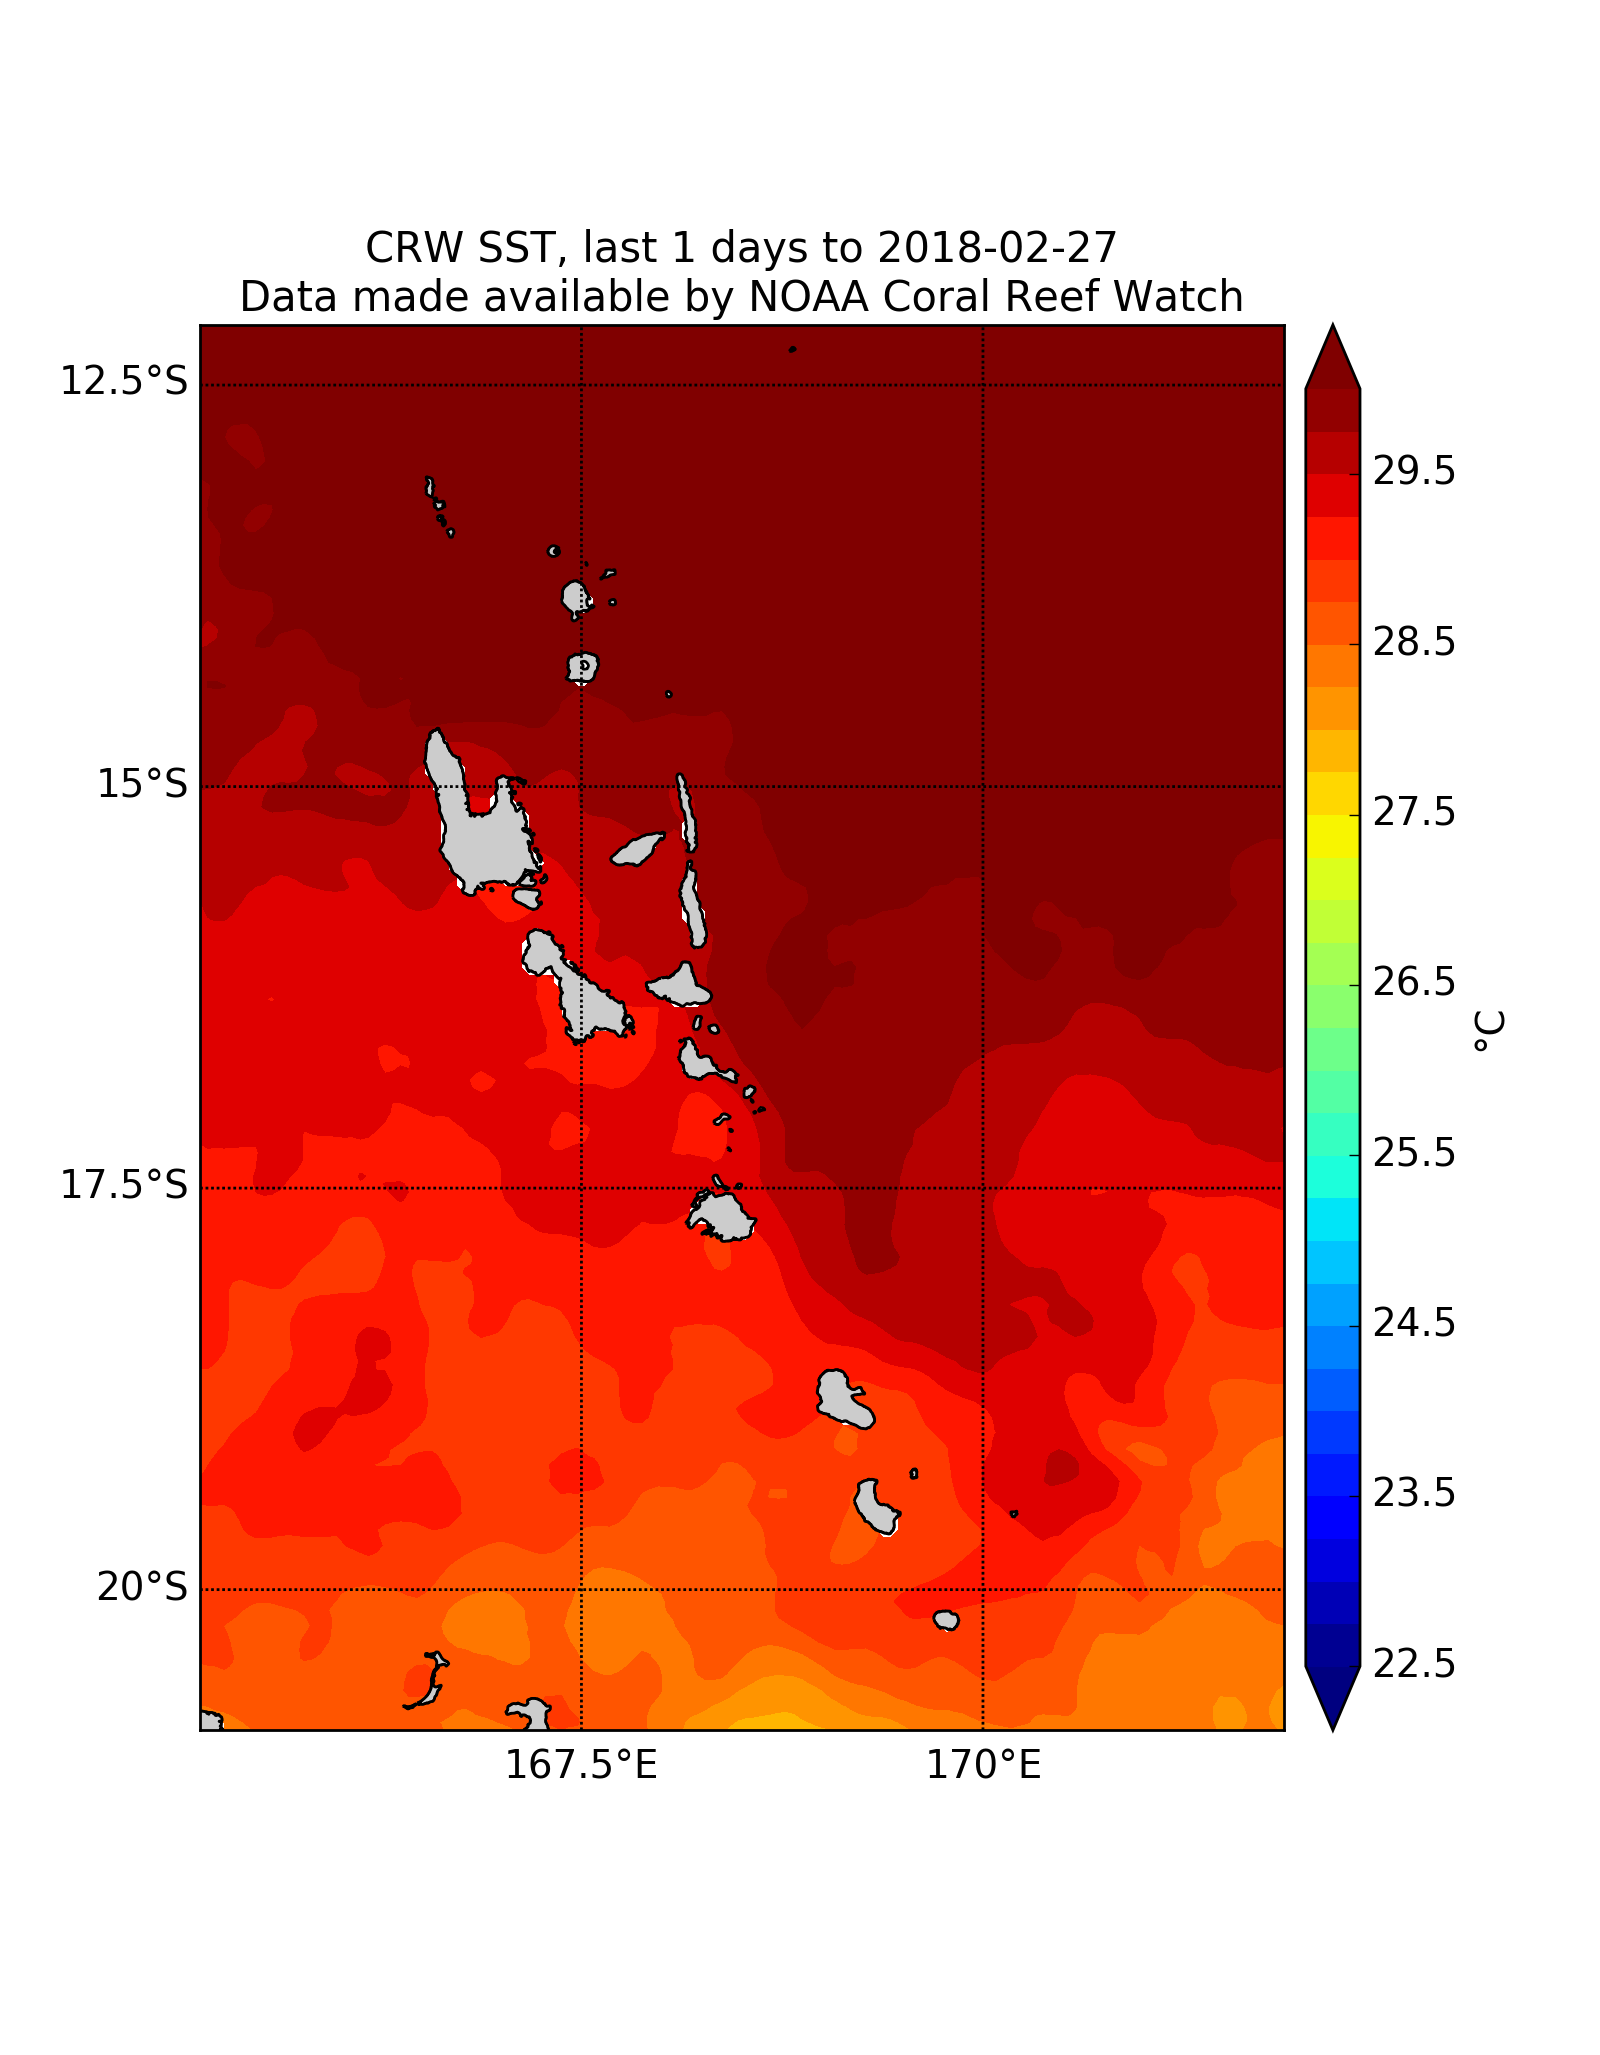 CRW SST, last 1 days to 2018-02-27
Data made available by NOAA Coral Reef Watch
12.5°S
15°S
17.5°S
20°S
167.5°E
170°E
29.5
28.5
27.5
26.5
25.5
24.5
23.5
22.5
°C